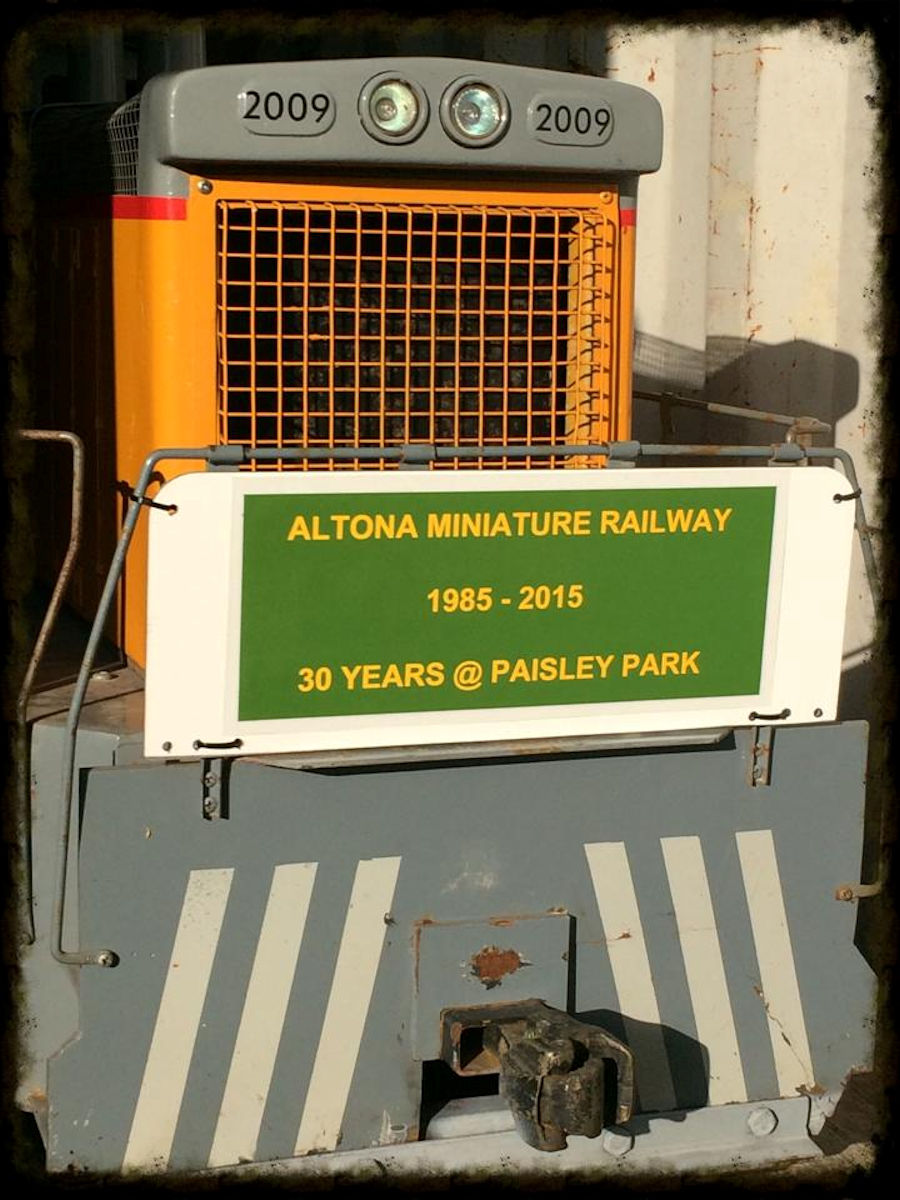 2009 2009
ALTONA MINIATURE RAILWAY
1985 - 2015
30 YEARS @ PAISLEY PARK